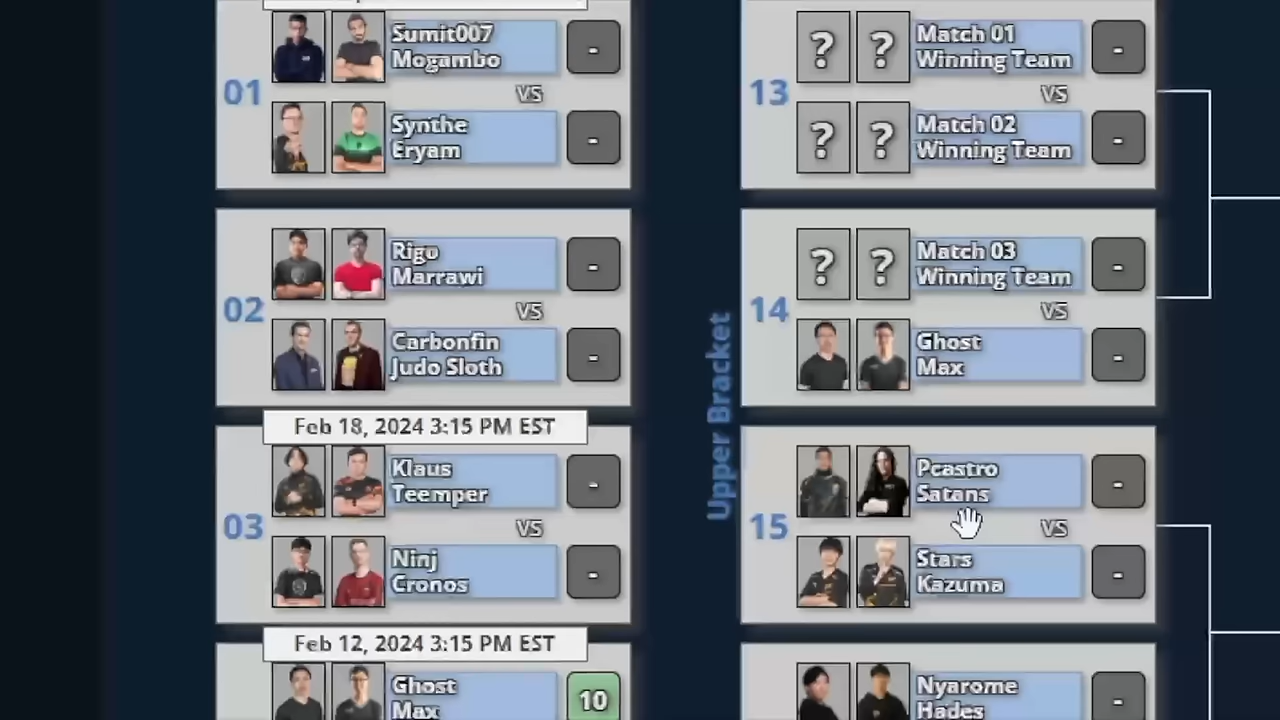 01
Sumit007
Mogambo
-
VS
Synthe
Eryam
-
02
Rigo
Marrawi
-
VS
Carbonfin
Judo Sloth
-
Feb 18, 2024 3:15 PM EST
03
Klaus
Teemper
-
VS
Ninj
Cronos
-
Feb 12, 2024 3:15 PM EST
Ghost
Max
10
Upper Bracket
13
? ?
Match 01
Winning Team
-
VS
? ?
Match 02
Winning Team
-
14
? ?
Match 03
Winning Team
-
VS
Ghost
Max
-
15
Pcastro
Satans
-
VS
Stars
Kazuma
-
Nyarome
Hades
-